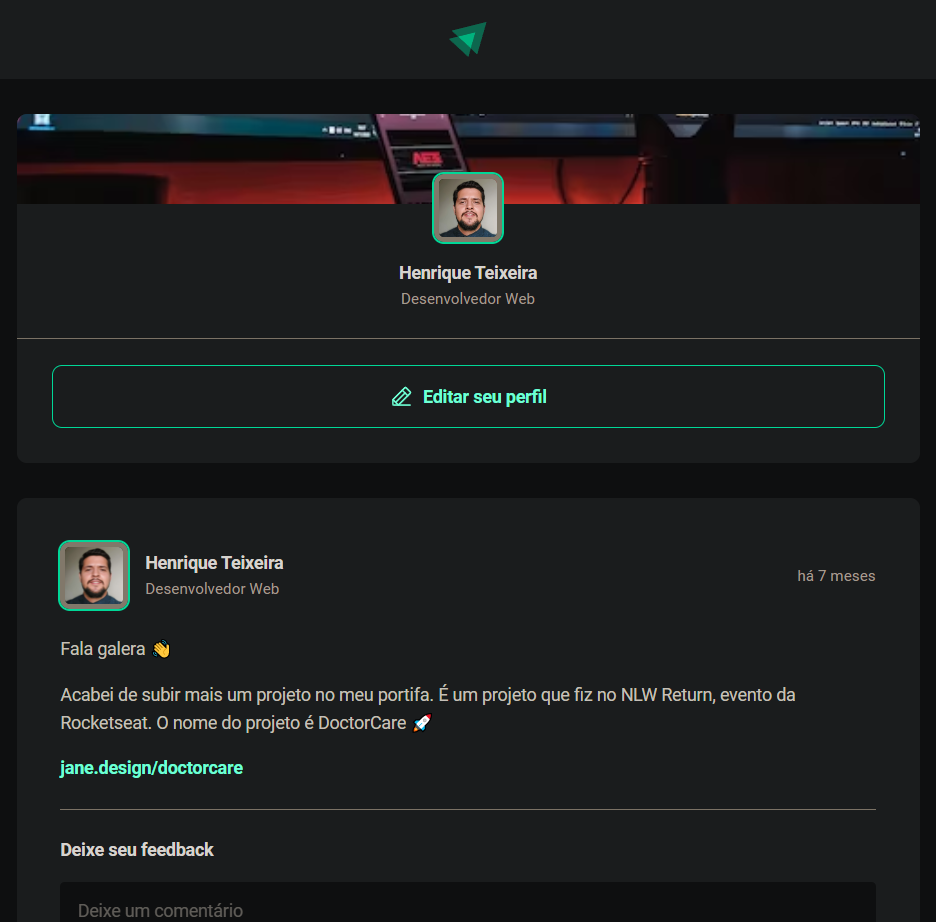 Henrique Teixeira
Desenvolvedor Web
Editar seu perfil
Henrique Teixeira
Desenvolvedor Web
há 7 meses
Fala galera 👋
Acabei de subir mais um projeto no meu portifa. É um projeto que fiz no NLW Return, evento da
Rocketseat. O nome do projeto é DoctorCare 🚀
jane.design/doctorcare
Deixe seu feedback
Deixe um comentário